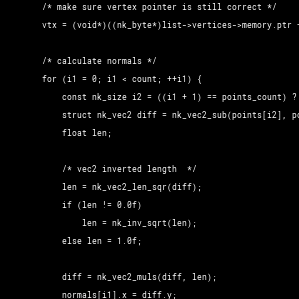 /* make sure vertex pointer is still correct */
vtx = (void*)((nk_byte*)list->vertices->memory.ptr +

/* calculate normals */
for (i1 = 0; i1 < count; ++i1) {
const nk_size i2 = ((i1 + 1) == points_count) ?
struct nk_vec2 diff = nk_vec2_sub(points[i2], po
float len;

/* vec2 inverted length  */
len = nk_vec2_len_sqr(diff);
if (len != 0.0f)
len = nk_inv_sqrt(len);
else len = 1.0f;

diff = nk_vec2_muls(diff, len);
normals[i1].x = diff.y;